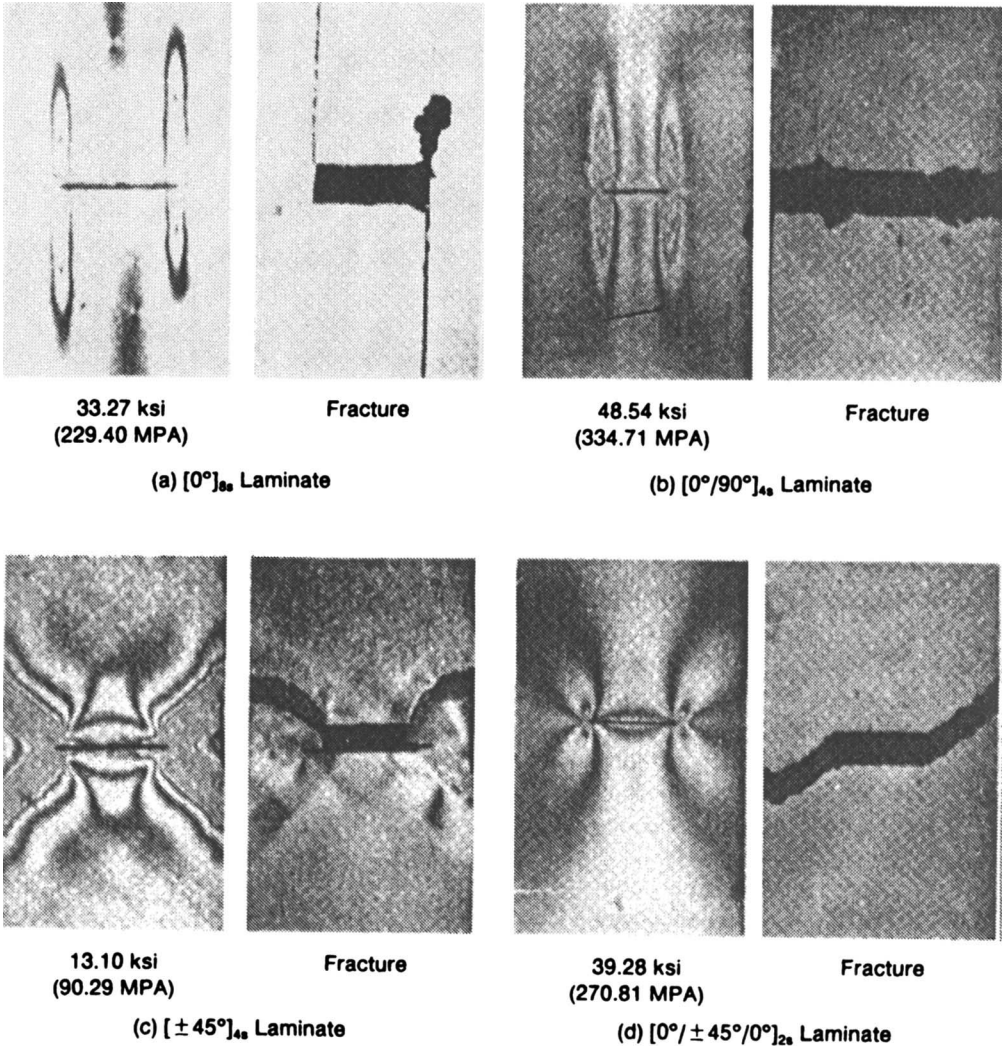 33.27 ksi
(229.40 MPA)
Fracture
(a) [0°]8s Laminate
48.54 ksi
(334.71 MPA)
Fracture
(b) [0°/90°]4s Laminate
13.10 ksi
(90.29 MPA)
Fracture
(c) [±45°]4s Laminate
39.28 ksi
(270.81 MPA)
Fracture
(d) [0°/±45°/0°]2s Laminate